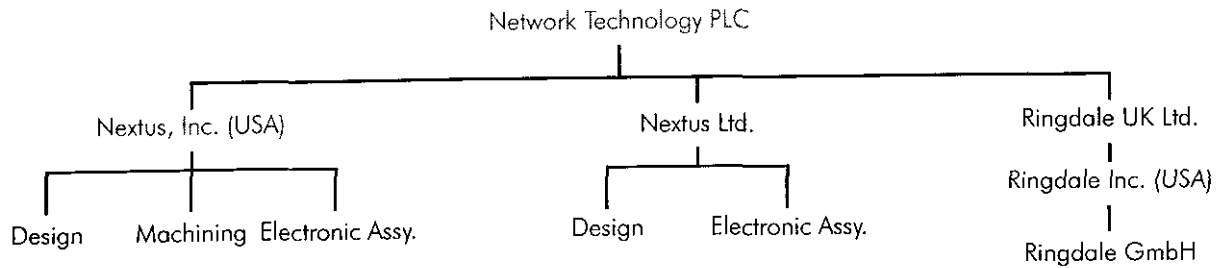 Network Technology PLC
Nextus, Inc. (USA)
Nextus Ltd.
Ringdale UK Ltd.
Ringdale Inc. (USA)
Design
Machining
Electronic Assy.
Design
Electronic Assy.
Ringdale GmbH